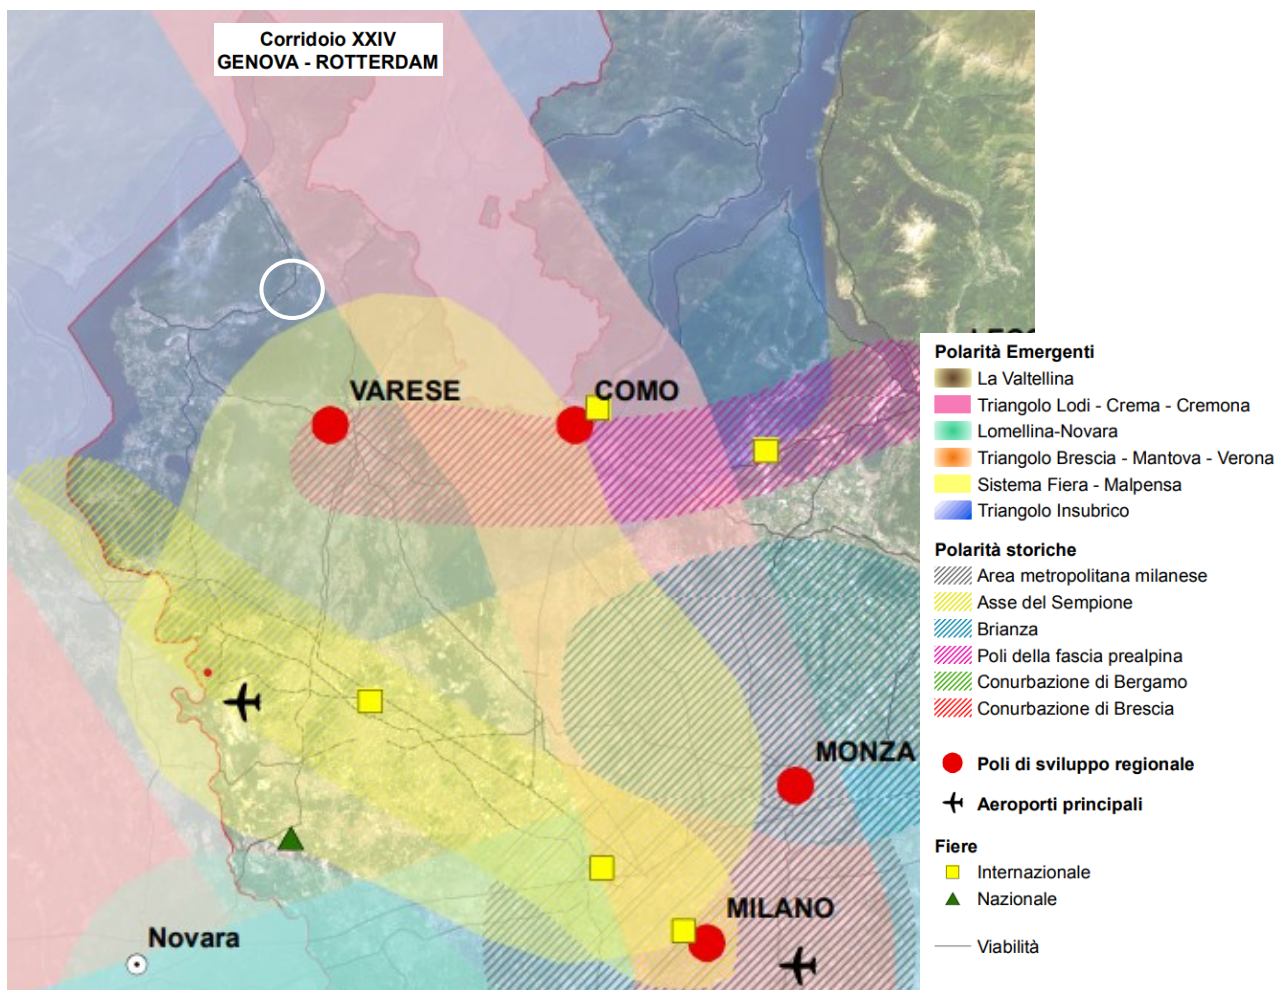 Corridoio XXIV
GENOVA - ROTTERDAM
VARESE
COMO
MONZA
MILANO
Novara
Polarità Emergenti
La Valtellina
Triangolo Lodi - Crema - Cremona
Lomellina-Novara
Triangolo Brescia - Mantova - Verona
Sistema Fiera - Malpensa
Triangolo Insubrico
Polarità storiche
Area metropolitana milanese
Asse del Sempione
Brianza
Poli della fascia prealpina
Conurbazione di Bergamo
Conurbazione di Brescia
Poli di sviluppo regionale
Aeroporti principali
Fiere
Internazionale
Nazionale
Viabilità